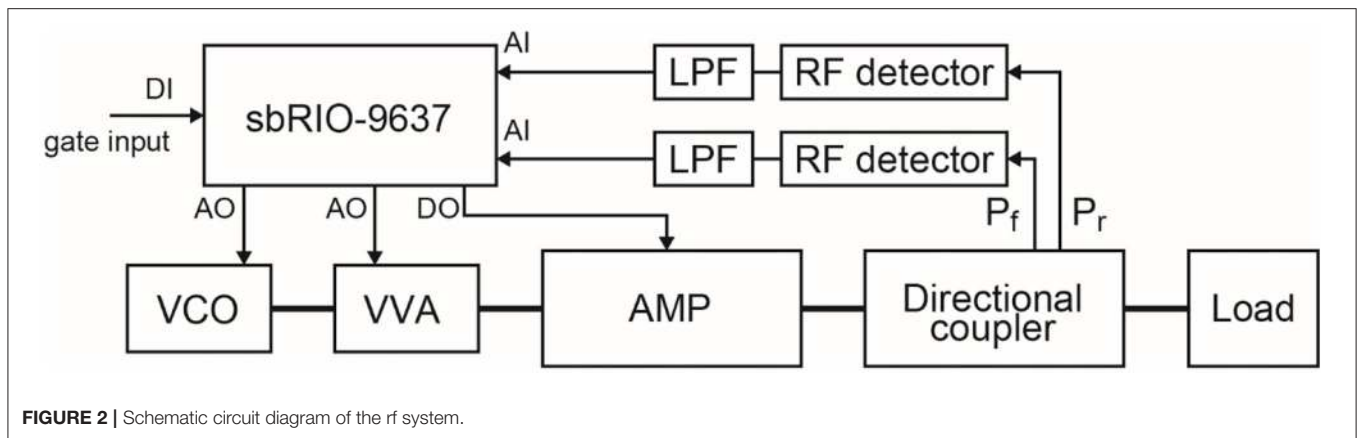 AI
LPF
RF detector
DI
sbRIO-9637
gate input
AI
LPF
RF detector
AO
AO
DO
Pf
Pr
VCO
VVA
AMP
Directional
coupler
Load
FIGURE 2 | Schematic circuit diagram of the rf system.